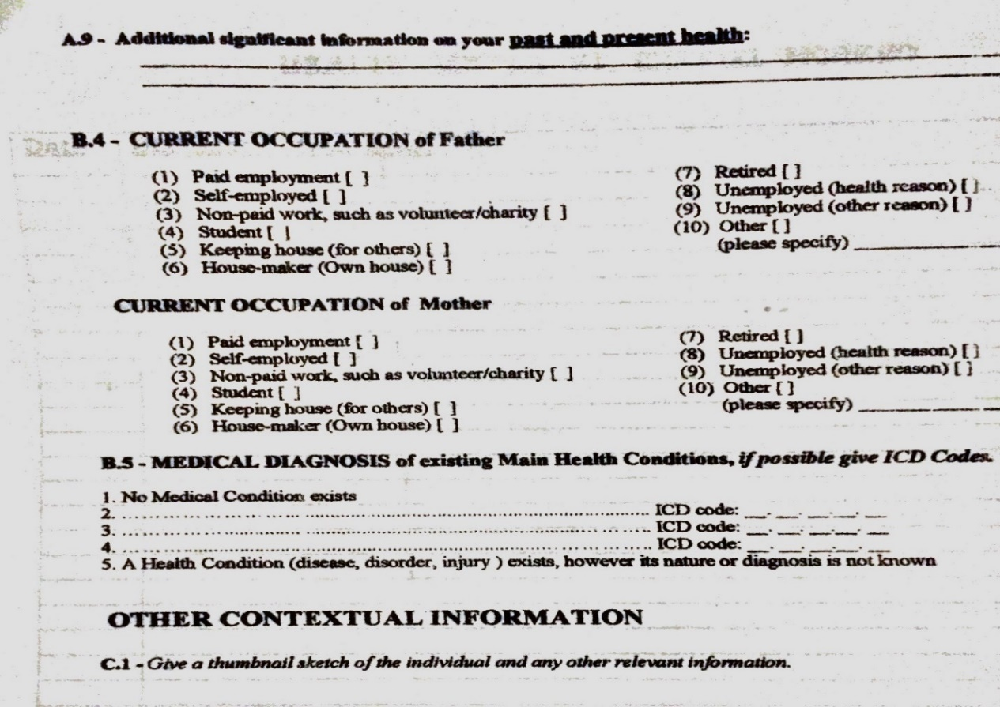 A.9 - Additional significant information on your past and present health:
B.4 - CURRENT OCCUPATION of Father
(1) Paid employment [ ]
(2) Self-employed [ ]
(3) Non-paid work, such as volunteer/charity [ ]
(4) Student [ ]
(5) Keeping house (for others) [ ]
(6) House-maker (Own house) [ ]
(7) Retired [ ]
(8) Unemployed (health reason) [ ]
(9) Unemployed (other reason) [ ]
(10) Other [ ]
(please specify) ____________
CURRENT OCCUPATION of Mother
(1) Paid employment [ ]
(2) Self-employed [ ]
(3) Non-paid work, such as volunteer/charity [ ]
(4) Student [ ]
(5) Keeping house (for others) [ ]
(6) House-maker (Own house) [ ]
(7) Retired [ ]
(8) Unemployed (health reason) [ ]
(9) Unemployed (other reason) [ ]
(10) Other [ ]
(please specify) ____________
B.5 - MEDICAL DIAGNOSIS of existing Main Health Conditions, if possible give ICD Codes.
1. No Medical Condition exists
2. ........................................ ICD code: __. __. __.__. __
3. ........................................ ICD code: __. __. __.__. __
4. ........................................ ICD code: __. __. __.__. __
5. A Health Condition (disease, disorder, injury ) exists, however its nature or diagnosis is not known
OTHER CONTEXTUAL INFORMATION
C.1 - Give a thumbnail sketch of the individual and any other relevant information.